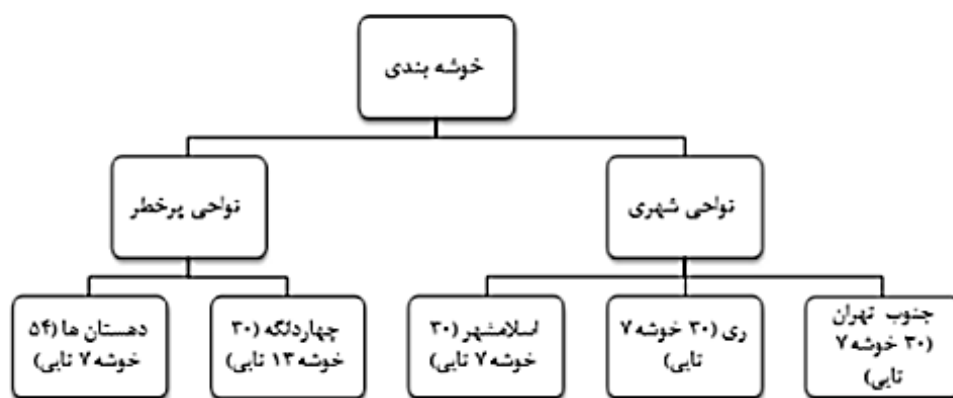 خوشه بندی
نواحی شهری
نواحی پرخطر
جنوب تهران
(۳۰ خوشه ۷
تایی)
ری (۳۰ خوشه ۷
تایی)
اسلامشهر (۳۰
خوشه ۷ تایی)
چهاردانگه (۳۰
خوشه ۱۳ تایی)
دهستان ها (۵۴
خوشه ۷ تایی)